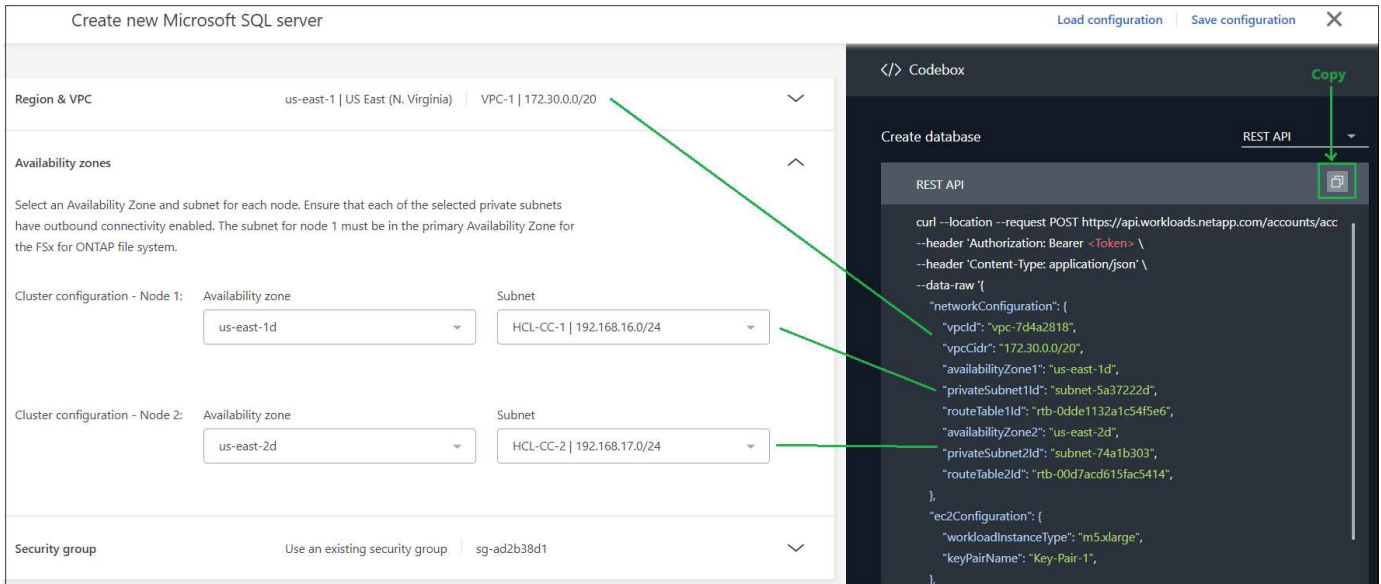 Create new Microsoft SQL server
Load configuration
Save configuration
Region & VPC
us-east-1 | US East (N. Virginia)
VPC-1 | 172.30.0.0/20
Availability zones
Select an Availability Zone and subnet for each node. Ensure that each of the selected private subnets
have outbound connectivity enabled. The subnet for node 1 must be in the primary Availability Zone for
the FSx for ONTAP file system.
Cluster configuration - Node 1:
Availability zone
us-east-1d
Subnet
HCL-CC-1 | 192.168.16.0/24
Cluster configuration - Node 2:
Availability zone
us-east-2d
Subnet
HCL-CC-2 | 192.168.17.0/24
Security group
Use an existing security group
sg-ad2b38d1
</> Codebox
Copy
Create database
REST API
REST API
curl --location --request POST https://api.workloads.netapp.com/accounts/acc
--header 'Authorization: Bearer <Token> \
--header 'Content-Type: application/json' \
--data-raw '{
"networkConfiguration": {
"vpcId": "vpc-7d4a2818",
"vpcCidr": "172.30.0.0/20",
"availabilityZone1": "us-east-1d",
"privateSubnet1Id": "subnet-5a37222d",
"routeTable1Id": "rtb-0dde1132a1c54f5e6",
"availabilityZone2": "us-east-2d",
"privateSubnet2Id": "subnet-74a1b303",
"routeTable2Id": "rtb-00d7acd615fac5414",
},
"ec2Configuration": {
"workloadInstanceType": "m5.xlarge",
"keyPairName": "Key-Pair-1",
},